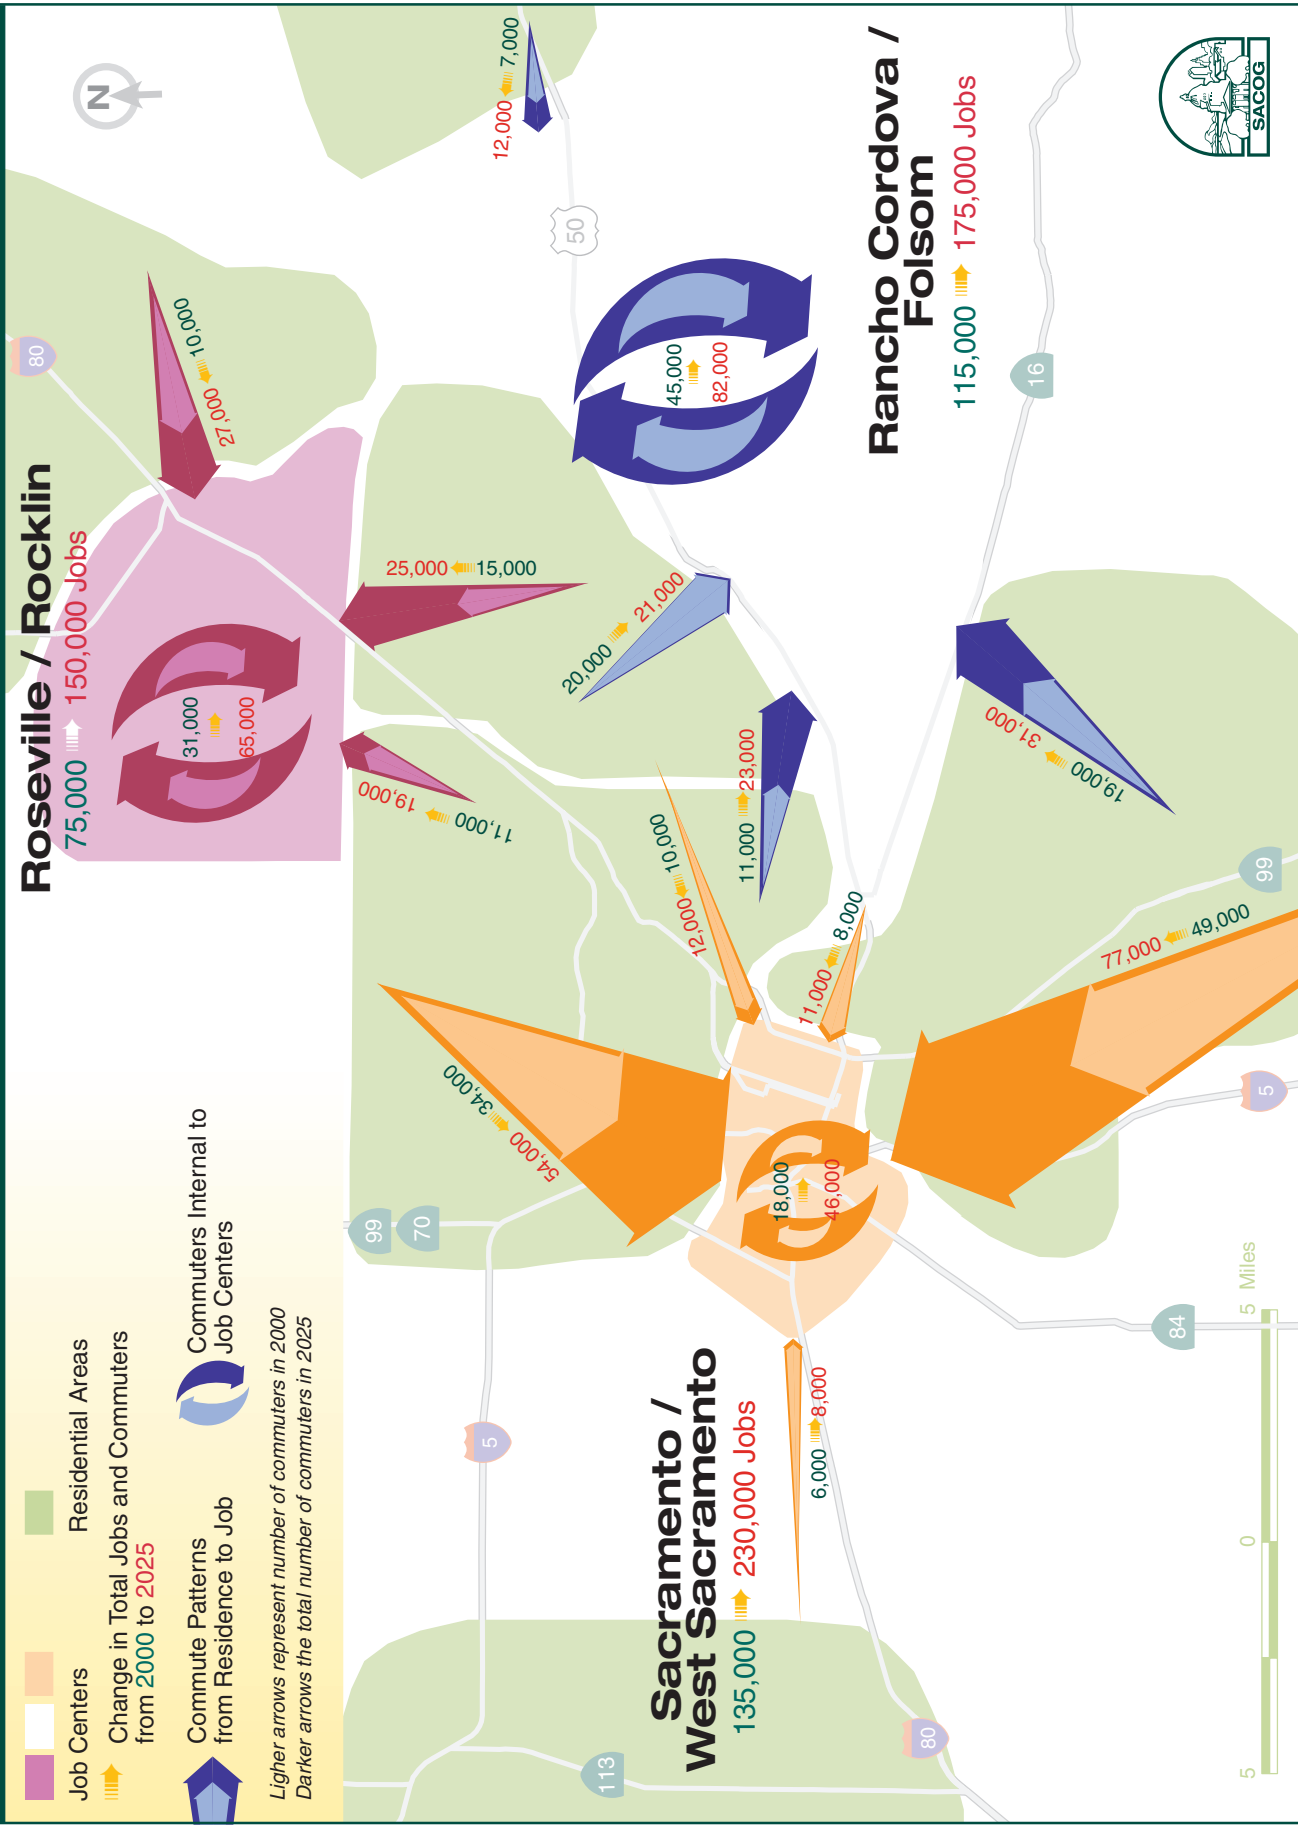 Job Centers
Residential Areas
Change in Total Jobs and Commuters
from 2000 to 2025
Commute Patterns
from Residence to Job
Commuters Internal to
Job Centers
Ligher arrows represent number of commuters in 2000
Darker arrows the total number of commuters in 2025
Roseville / Rocklin
75,000
150,000 Jobs
N
80
31,000
65,000
27,000
10,000
25,000
15,000
19,000
11,000
99
70
5
113
34,000
54,000
12,000
7,000
50
45,000
82,000
20,000
21,000
12,000
10,000
11,000
23,000
11,000
8,000
Sacramento /
West Sacramento
135,000
230,000 Jobs
18,000
46,000
6,000
8,000
Rancho Cordova /
Folsom
115,000
175,000 Jobs
16
19,000
31,000
77,000
49,000
99
5
84
80
5
0
5 Miles
SACOG